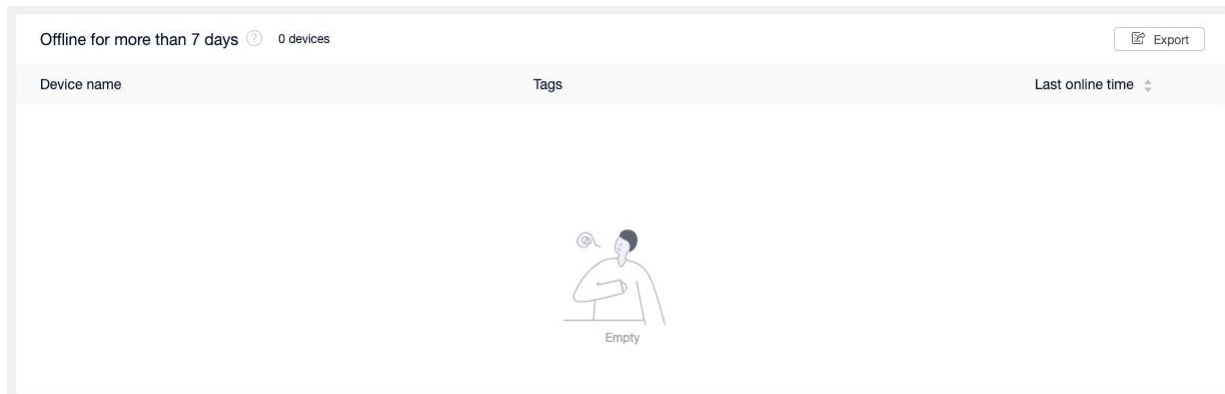 Offline for more than 7 days ? 0 devices Export
Device name Tags Last online time
Empty